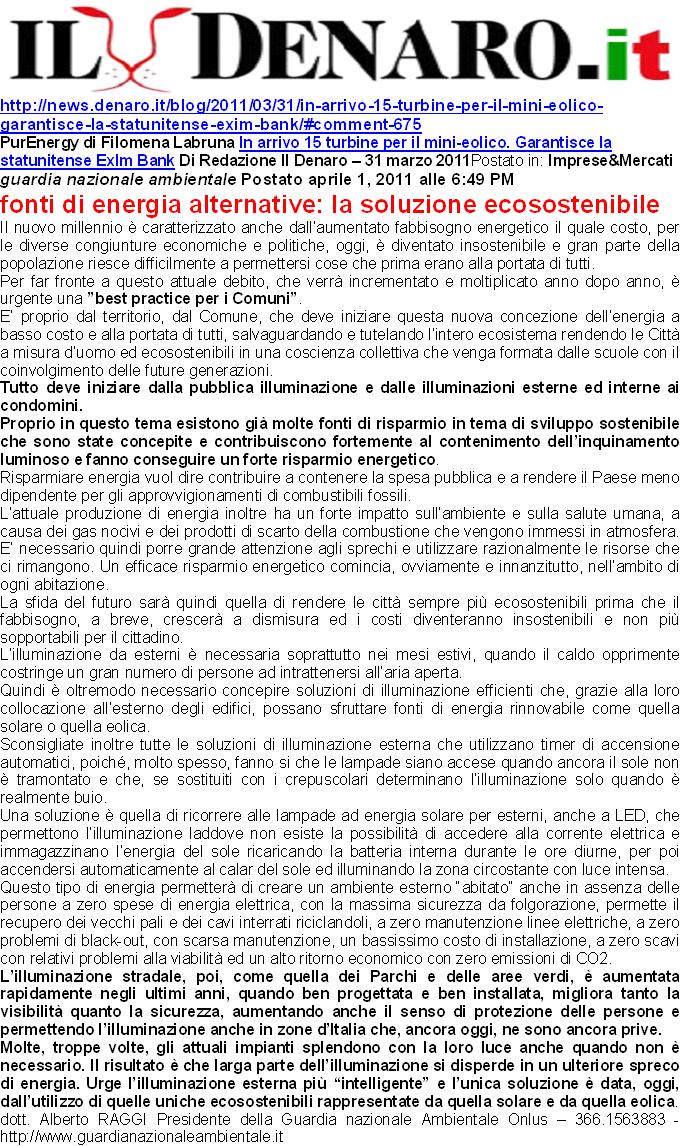 IL DENARO.it
http://news.denaro.it/blog/2011/03/31/in-arrivo-15-turbine-per-il-mini-eolico-
garantisce-la-statunitense-exim-bank/#comment-675
PurEnergy di Filomena Labruna In arrivo 15 turbine per il mini-eolico. Garantisce la
statunitense ExIm Bank Di Redazione Il Denaro – 31 marzo 2011Postato in: Imprese&Mercati
guardia nazionale ambientale Postato aprile 1, 2011 alle 6:49 PM
fonti di energia alternative: la soluzione ecosostenibile
Il nuovo millennio è caratterizzato anche dall’aumentato fabbisogno energetico il quale costo, per
le diverse congiunture economiche e politiche, oggi, è diventato insostenibile e gran parte della
popolazione riesce difficilmente a permettersi cose che prima erano alla portata di tutti.
Per far fronte a questo attuale debito, che verrà incrementato e moltiplicato anno dopo anno, è
urgente una ”best practice per i Comuni”.
E’ proprio dal territorio, dal Comune, che deve iniziare questa nuova concezione dell’energia a
basso costo e alla portata di tutti, salvaguardando e tutelando l’intero ecosistema rendendo le Città
a misura d’uomo ed ecosostenibili in una coscienza collettiva che venga formata dalle scuole con il
coinvolgimento delle future generazioni.
Tutto deve iniziare dalla pubblica illuminazione e dalle illuminazioni esterne ed interne ai
condomini.
Proprio in questo tema esistono già molte fonti di risparmio in tema di sviluppo sostenibile
che sono state concepite e contribuiscono fortemente al contenimento dell’inquinamento
luminoso e fanno conseguire un forte risparmio energetico.
Risparmiare energia vuol dire contribuire a contenere la spesa pubblica e a rendere il Paese meno
dipendente per gli approvvigionamenti di combustibili fossili.
L’attuale produzione di energia inoltre ha un forte impatto sull’ambiente e sulla salute umana, a
causa dei gas nocivi e dei prodotti di scarto della combustione che vengono immessi in atmosfera.
E’ necessario quindi porre grande attenzione agli sprechi e utilizzare razionalmente le risorse che
ci rimangono. Un efficace risparmio energetico comincia, ovviamente e innanzitutto, nell’ambito di
ogni abitazione.
La sfida del futuro sarà quindi quella di rendere le città sempre più ecosostenibili prima che il
fabbisogno, a breve, crescerà a dismisura ed i costi diventeranno insostenibili e non più
sopportabili per il cittadino.
L’illuminazione da esterni è necessaria soprattutto nei mesi estivi, quando il caldo opprimente
costringe un gran numero di persone ad intrattenersi all’aria aperta.
Quindi è oltremodo necessario concepire soluzioni di illuminazione efficienti che, grazie alla loro
collocazione all’esterno degli edifici, possano sfruttare fonti di energia rinnovabile come quella
solare o quella eolica.
Sconsigliate inoltre tutte le soluzioni di illuminazione esterna che utilizzano timer di accensione
automatici, poiché, molto spesso, fanno si che le lampade siano accese quando ancora il sole non
è tramontato e che, se sostituiti con i crepuscolari determinano l’illuminazione solo quando è
realmente buio.
Una soluzione è quella di ricorrere alle lampade ad energia solare per esterni, anche a LED, che
permettono l’illuminazione laddove non esiste la possibilità di accedere alla corrente elettrica e
immagazzinano l’energia del sole ricaricando la batteria interna durante le ore diurne, per poi
accendersi automaticamente al calar del sole ed illuminando la zona circostante con luce intensa.
Questo tipo di energia permetterà di creare un ambiente esterno “abitato” anche in assenza delle
persone a zero spese di energia elettrica, con la massima sicurezza da folgorazione, permette il
recupero dei vecchi pali e dei cavi interrati riciclandoli, a zero manutenzione linee elettriche, a zero
problemi di black-out, con scarsa manutenzione, un bassissimo costo di installazione, a zero scavi
con relativi problemi alla viabilità ed un alto ritorno economico con zero emissioni di CO2.
L’illuminazione stradale, poi, come quella dei Parchi e delle aree verdi, è aumentata
rapidamente negli ultimi anni, quando ben progettata e ben installata, migliora tanto la
visibilità quanto la sicurezza, aumentando anche il senso di protezione delle persone e
permettendo l’illuminazione anche in zone d’Italia che, ancora oggi, ne sono ancora prive.
Molte, troppe volte, gli attuali impianti splendono con la loro luce anche quando non è
necessario. Il risultato è che larga parte dell’illuminazione si disperde in un ulteriore spreco
di energia. Urge l’illuminazione esterna più “intelligente” e l’unica soluzione è data, oggi,
dall’utilizzo di quelle uniche ecosostenibili rappresentate da quella solare e da quella eolica.
dott. Alberto RAGGI Presidente della Guardia nazionale Ambientale Onlus – 366.1563883 -
http://www.guardianazionaleambientale.it